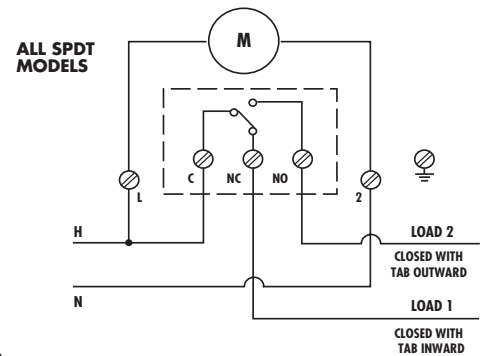 ALL SPDT
MODELS
M
C NC NO
L
2
H
LOAD 2
CLOSED WITH
TAB OUTWARD
N
LOAD 1
CLOSED WITH
TAB INWARD